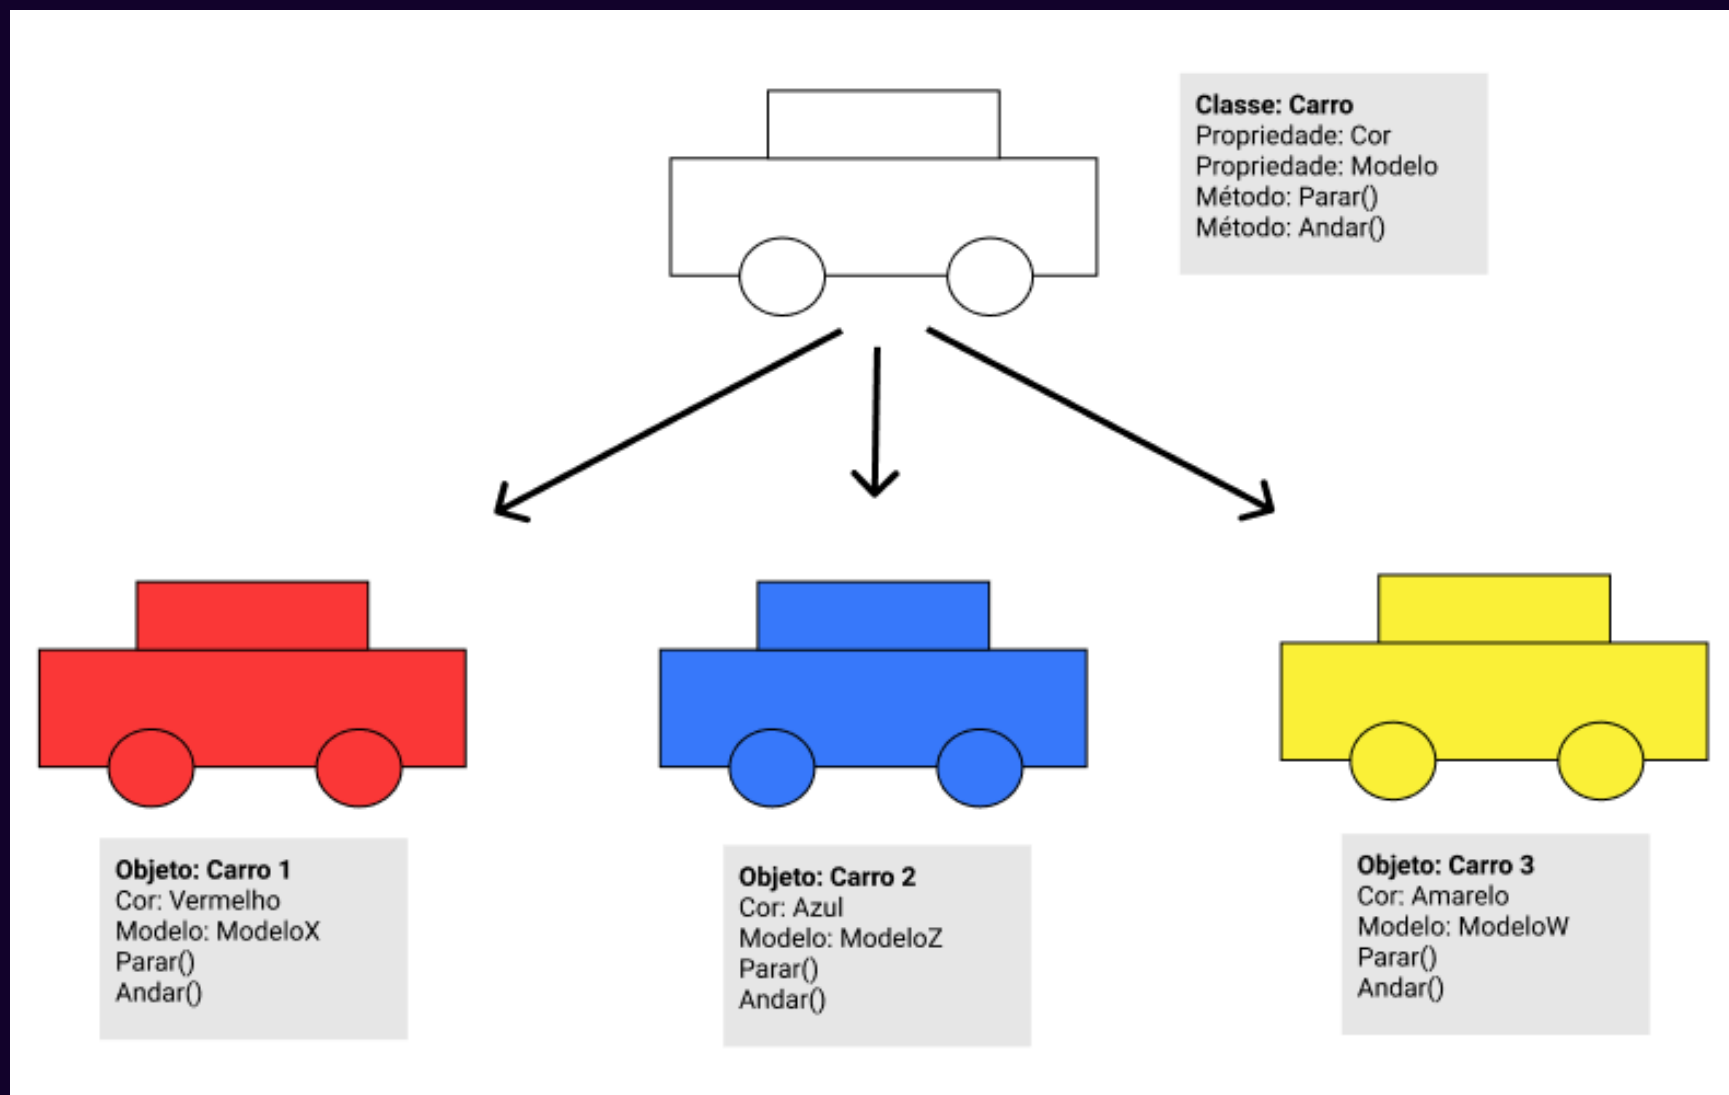 Classe: Carro
Propriedade: Cor
Propriedade: Modelo
Método: Parar()
Método: Andar()
Objeto: Carro 1
Cor: Vermelho
Modelo: ModeloX
Parar()
Andar()
Objeto: Carro 2
Cor: Azul
Modelo: ModeloZ
Parar()
Andar()
Objeto: Carro 3
Cor: Amarelo
Modelo: ModeloW
Parar()
Andar()